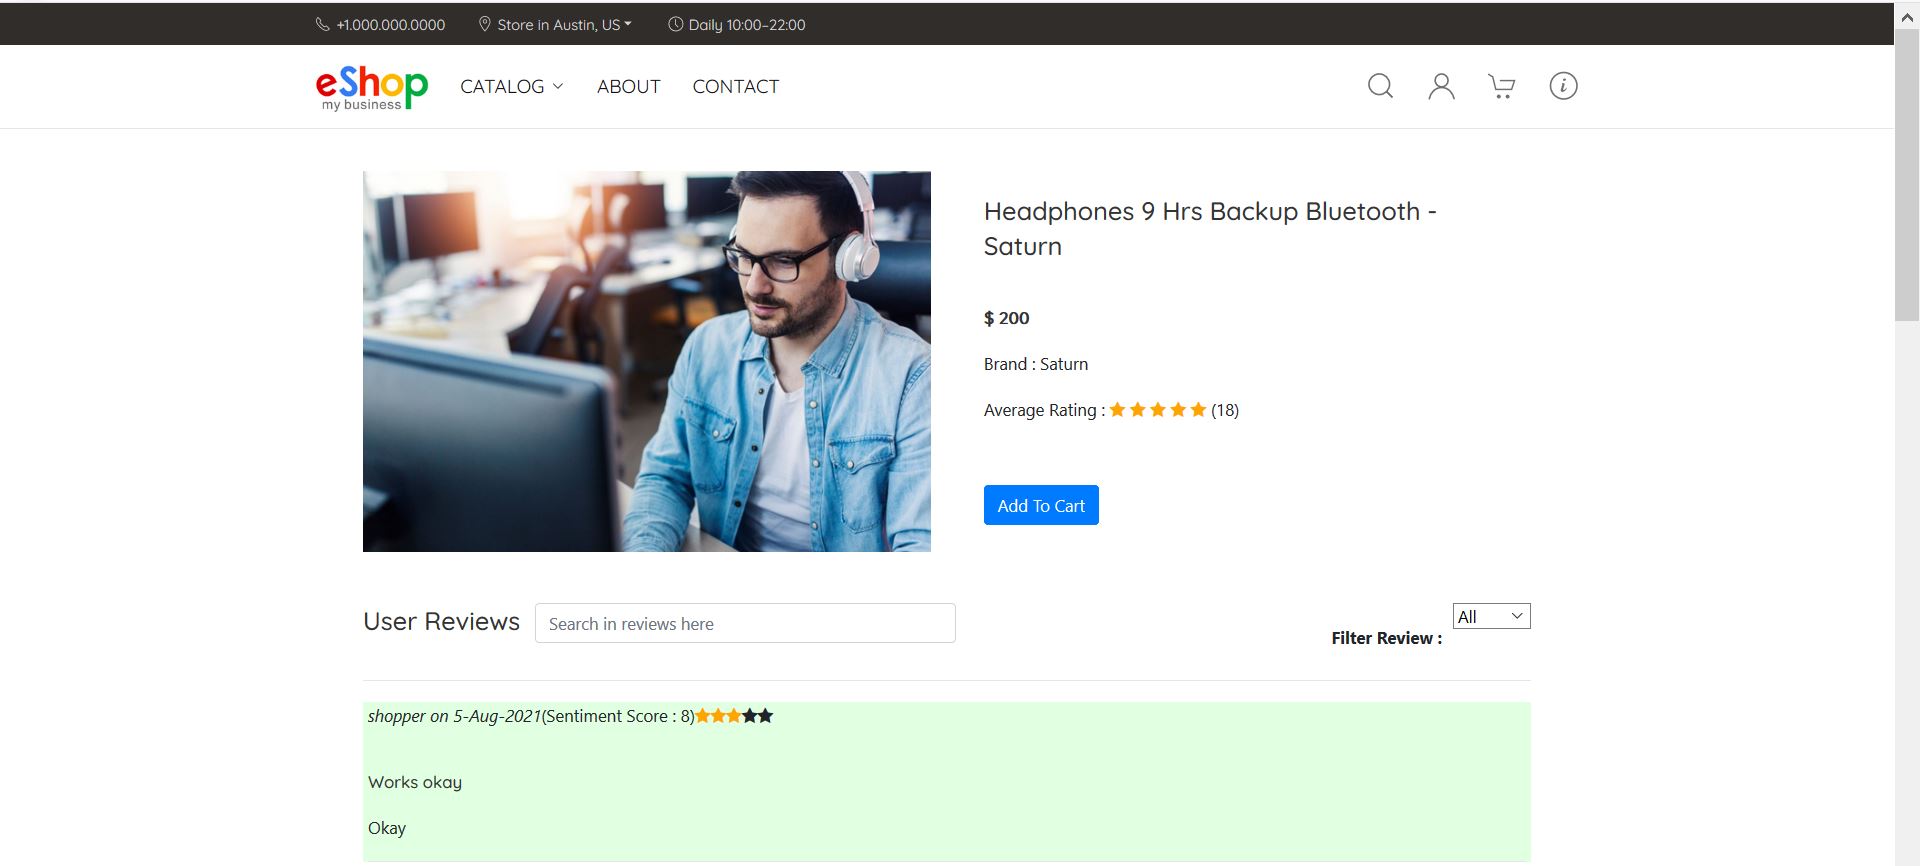 +1.000.000.0000 Store in Austin, US Daily 10:00–22:00
eShop
my business
CATALOG ABOUT CONTACT
Headphones 9 Hrs Backup Bluetooth -
Saturn
$ 200
Brand : Saturn
Average Rating : (18)
Add To Cart
User Reviews Search in reviews here
All
Filter Review :
shopper on 5-Aug-2021(Sentiment Score : 8)
Works okay
Okay